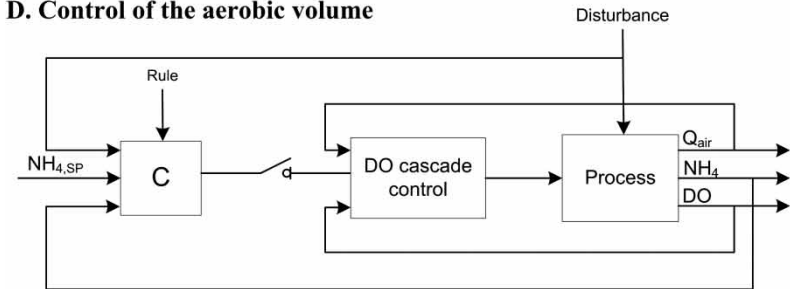 D. Control of the aerobic volume
Disturbance
Rule
NH4,SP
C
DO cascade
control
Process
Qair
NH4
DO